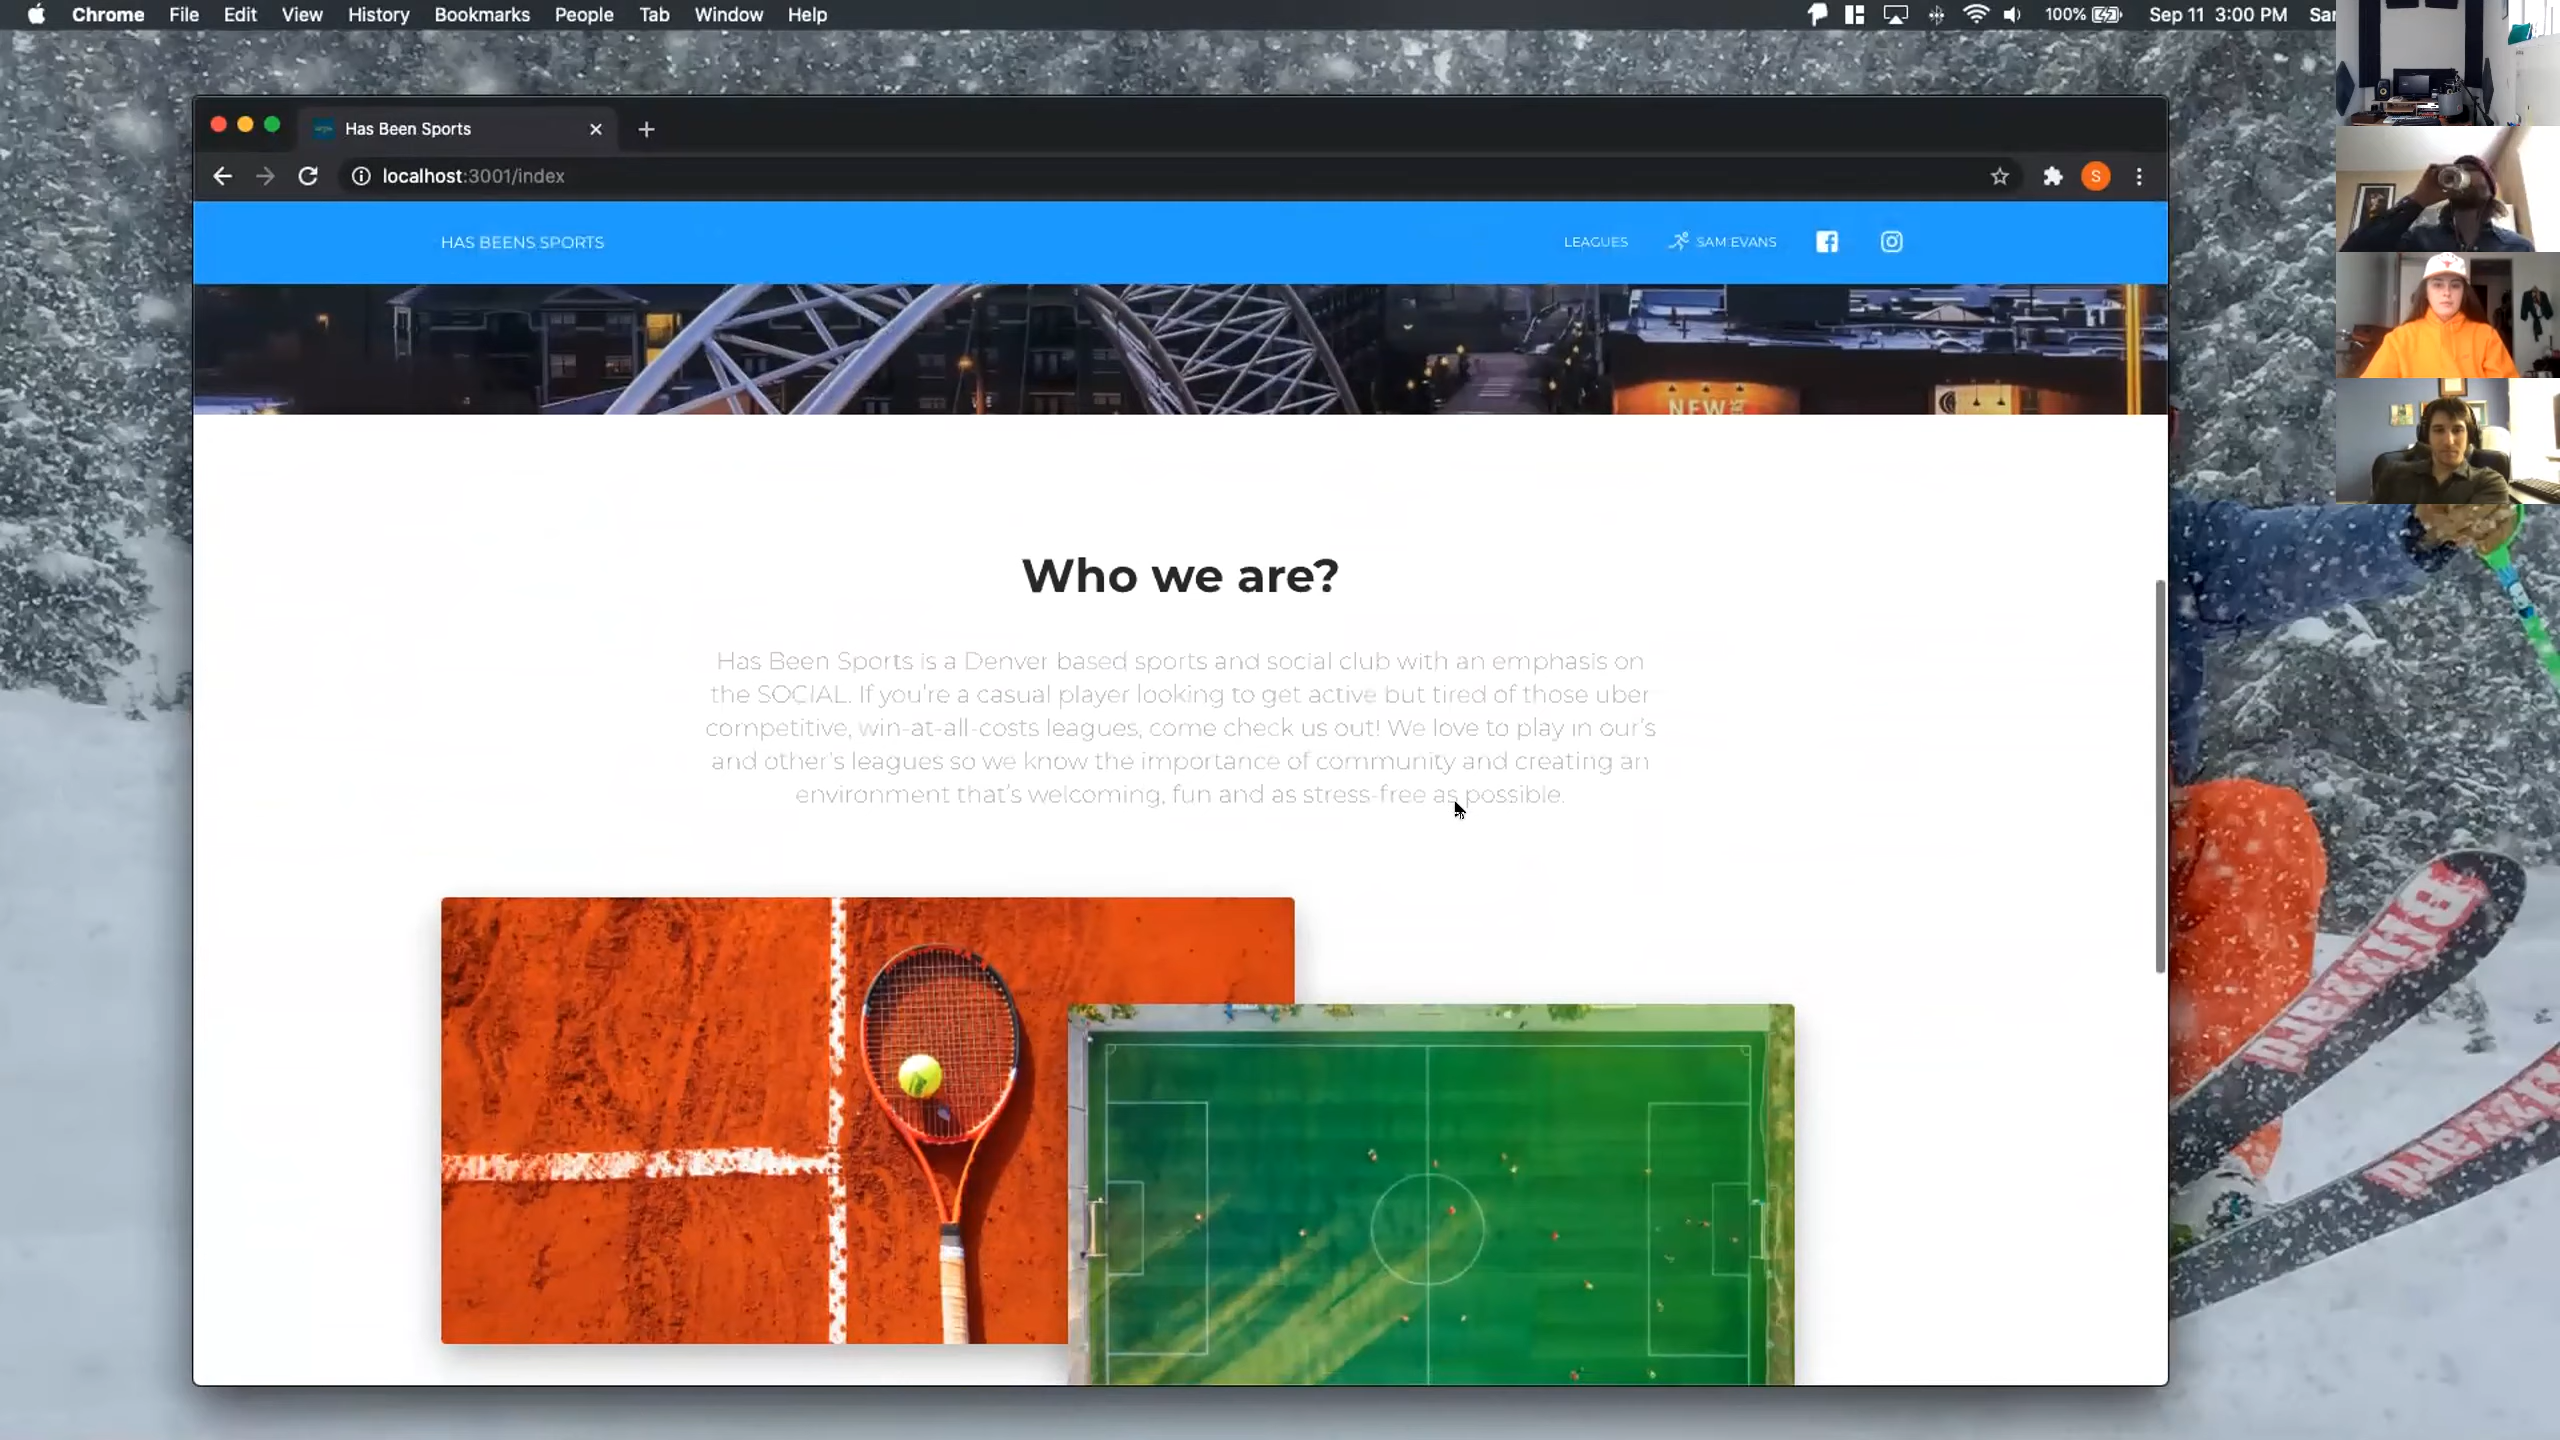 Chrome File Edit View History Bookmarks People Tab Window Help
100% Sep 11 3:00 PM
Has Been Sports
localhost:3001/index
S
HAS BEENS SPORTS
LEAGUES SAM EVANS
NEW
Who we are?
Has Been Sports is a Denver based sports and social club with an emphasis on
the SOCIAL. If you're a casual player looking to get active but tired of those uber
competitive, win-at-all-costs leagues, come check us out! We love to play in our's
and other's leagues so we know the importance of community and creating an
environment that's welcoming, fun and as stress-free as possible.
Blizzard
Blizzard